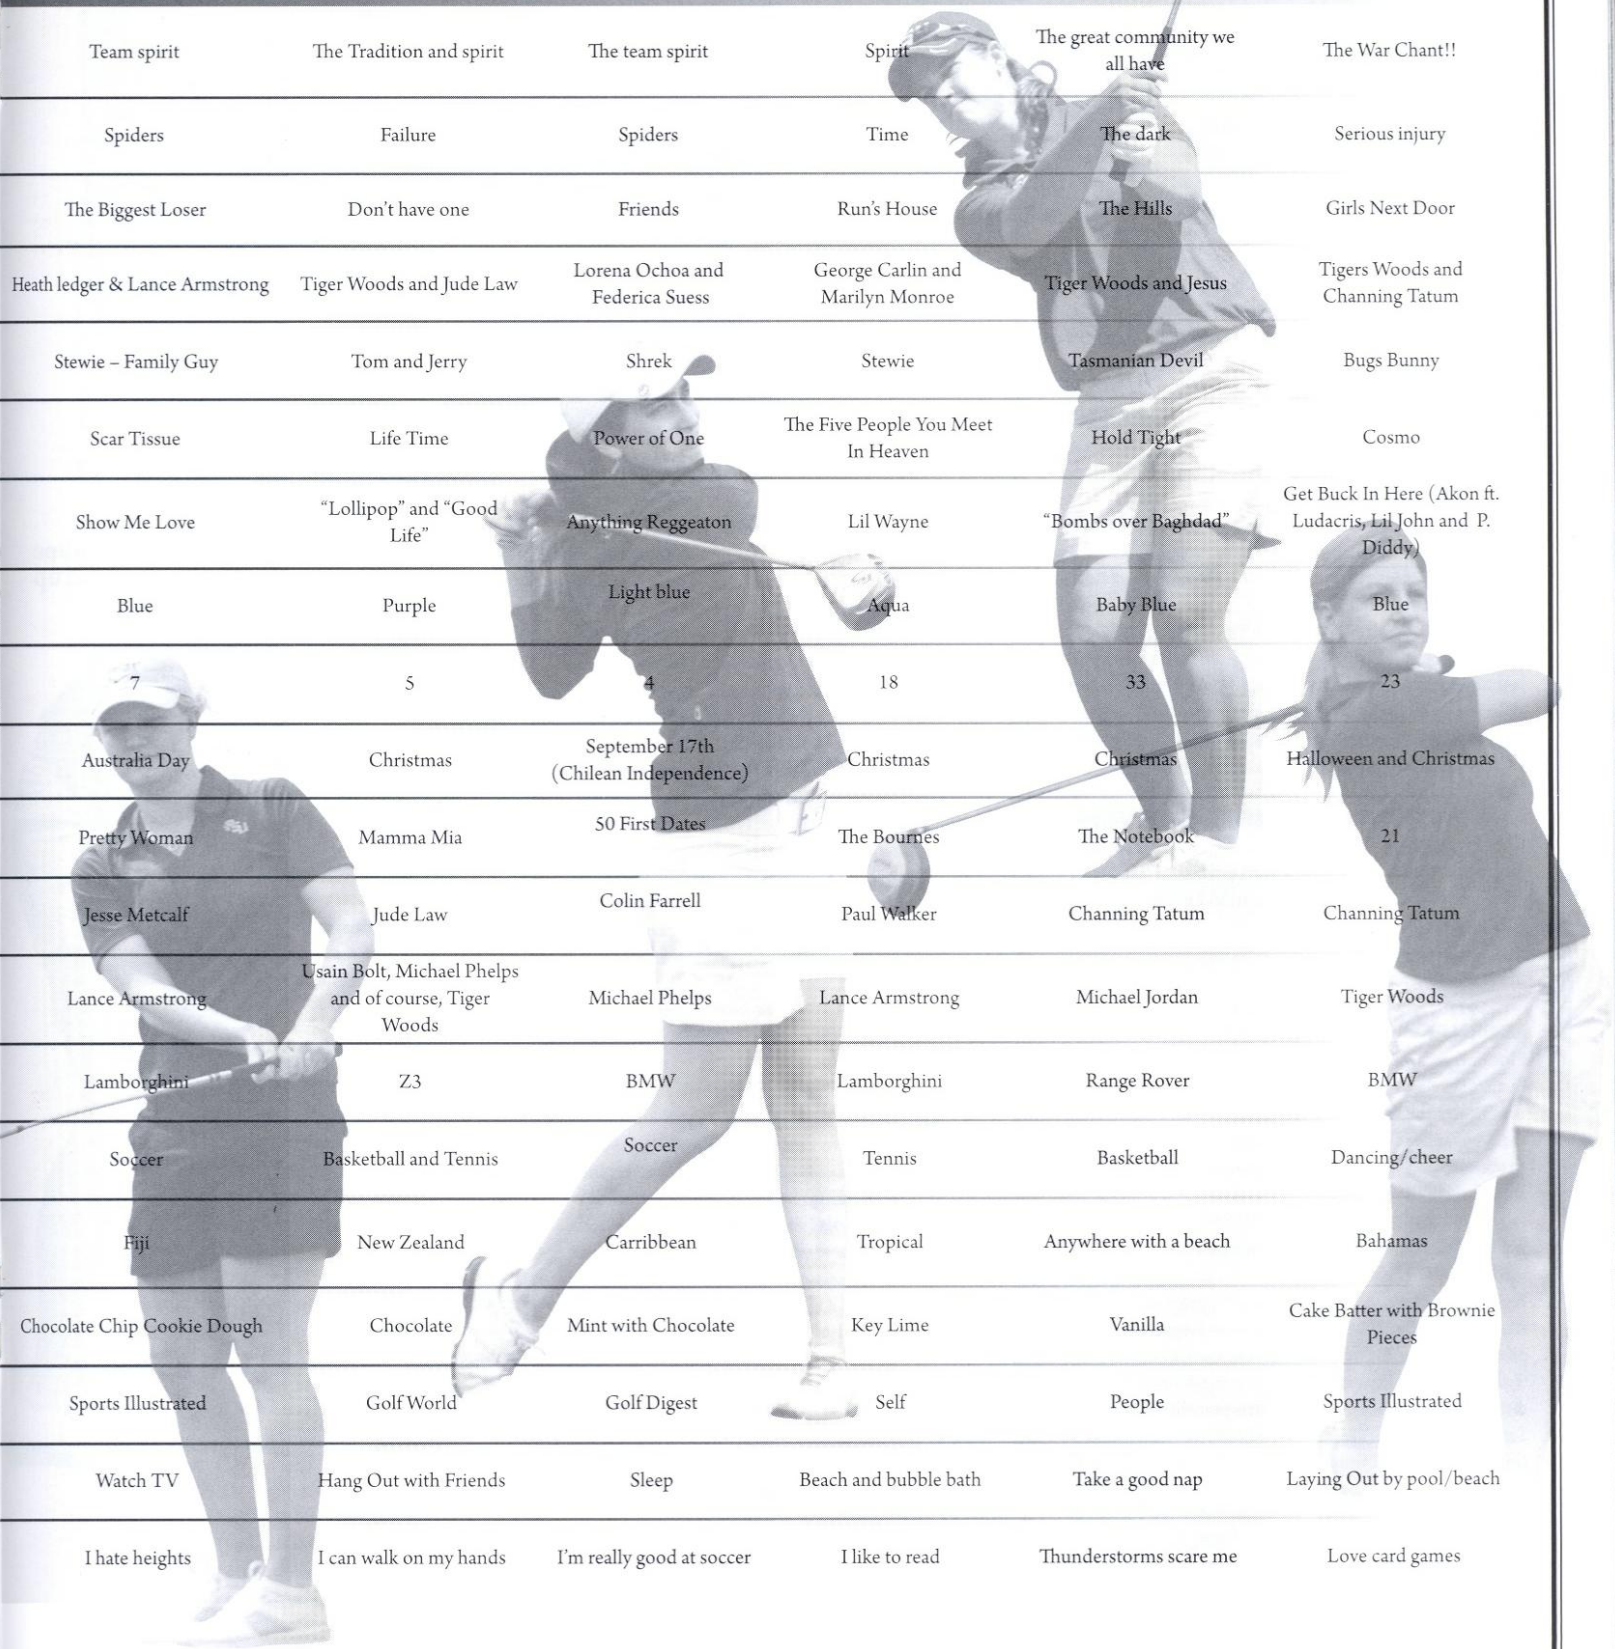 Team spirit
The Tradition and spirit
The team spirit
Spirit
The great community we
all have
The War Chant!!
Spiders
Failure
Spiders
Time
The dark
Serious injury
The Biggest Loser
Don't have one
Friends
Run's House
The Hills
Girls Next Door
Heath ledger & Lance Armstrong
Tiger Woods and Jude Law
Lorena Ochoa and
Federica Suess
George Carlin and
Marilyn Monroe
Tiger Woods and Jesus
Tigers Woods and
Channing Tatum
Stewie – Family Guy
Tom and Jerry
Shrek
Stewie
Tasmanian Devil
Bugs Bunny
Scar Tissue
Life Time
Power of One
The Five People You Meet
In Heaven
Hold Tight
Cosmo
Show Me Love
“Lollipop” and “Good
Life”
Anything Reggeaton
Lil Wayne
“Bombs over Baghdad”
Get Buck In Here (Akon ft.
Ludacris, Lil John and P.
Diddy)
Blue
Purple
Light blue
Aqua
Baby Blue
Blue
7
5
4
18
33
23
Australia Day
Christmas
September 17th
(Chilean Independence)
Christmas
Christmas
Halloween and Christmas
Pretty Woman
Mamma Mia
50 First Dates
The Bournes
The Notebook
21
Jesse Metcalf
Jude Law
Colin Farrell
Paul Walker
Channing Tatum
Channing Tatum
Lance Armstrong
Usain Bolt, Michael Phelps
and of course, Tiger
Woods
Michael Phelps
Lance Armstrong
Michael Jordan
Tiger Woods
Lamborghini
Z3
BMW
Lamborghini
Range Rover
BMW
Soccer
Basketball and Tennis
Soccer
Tennis
Basketball
Dancing/cheer
Fiji
New Zealand
Carribbean
Tropical
Anywhere with a beach
Bahamas
Chocolate Chip Cookie Dough
Chocolate
Mint with Chocolate
Key Lime
Vanilla
Cake Batter with Brownie
Pieces
Sports Illustrated
Golf World
Golf Digest
Self
People
Sports Illustrated
Watch TV
Hang Out with Friends
Sleep
Beach and bubble bath
Take a good nap
Laying Out by pool/beach
I hate heights
I can walk on my hands
I'm really good at soccer
I like to read
Thunderstorms scare me
Love card games